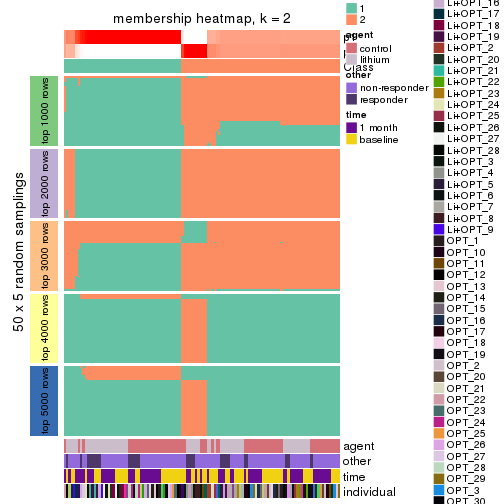 membership heatmap, k = 2
50 x 5 random samplings
top 1000 rows
top 2000 rows
top 3000 rows
top 4000 rows
top 5000 rows
Class
agent
other
time
individual
1
2
agent
control
lithium
other
non-responder
responder
time
1 month
baseline
Li+OPT_16
Li+OPT_17
Li+OPT_18
Li+OPT_19
Li+OPT_2
Li+OPT_20
Li+OPT_21
Li+OPT_22
Li+OPT_23
Li+OPT_24
Li+OPT_25
Li+OPT_26
Li+OPT_27
Li+OPT_28
Li+OPT_3
Li+OPT_4
Li+OPT_5
Li+OPT_6
Li+OPT_7
Li+OPT_8
Li+OPT_9
OPT_1
OPT_10
OPT_11
OPT_12
OPT_13
OPT_14
OPT_15
OPT_16
OPT_17
OPT_18
OPT_19
OPT_2
OPT_20
OPT_21
OPT_22
OPT_23
OPT_24
OPT_25
OPT_26
OPT_27
OPT_28
OPT_29
OPT_3